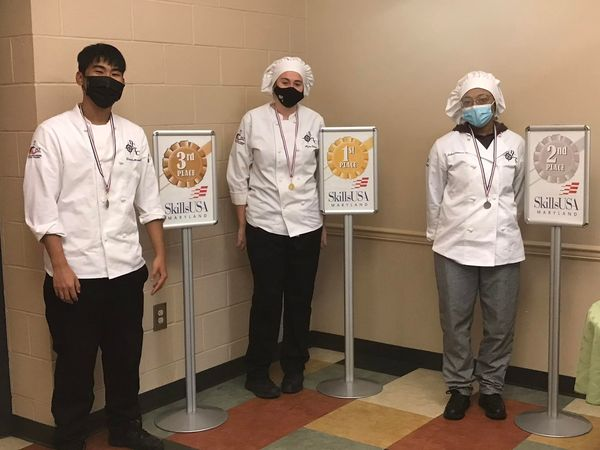 3rd
PLACE
SkillsUSA
MARYLAND
1st
PLACE
SkillsUSA
MARYLAND
2nd
PLACE
SkillsUSA
MARYLAND